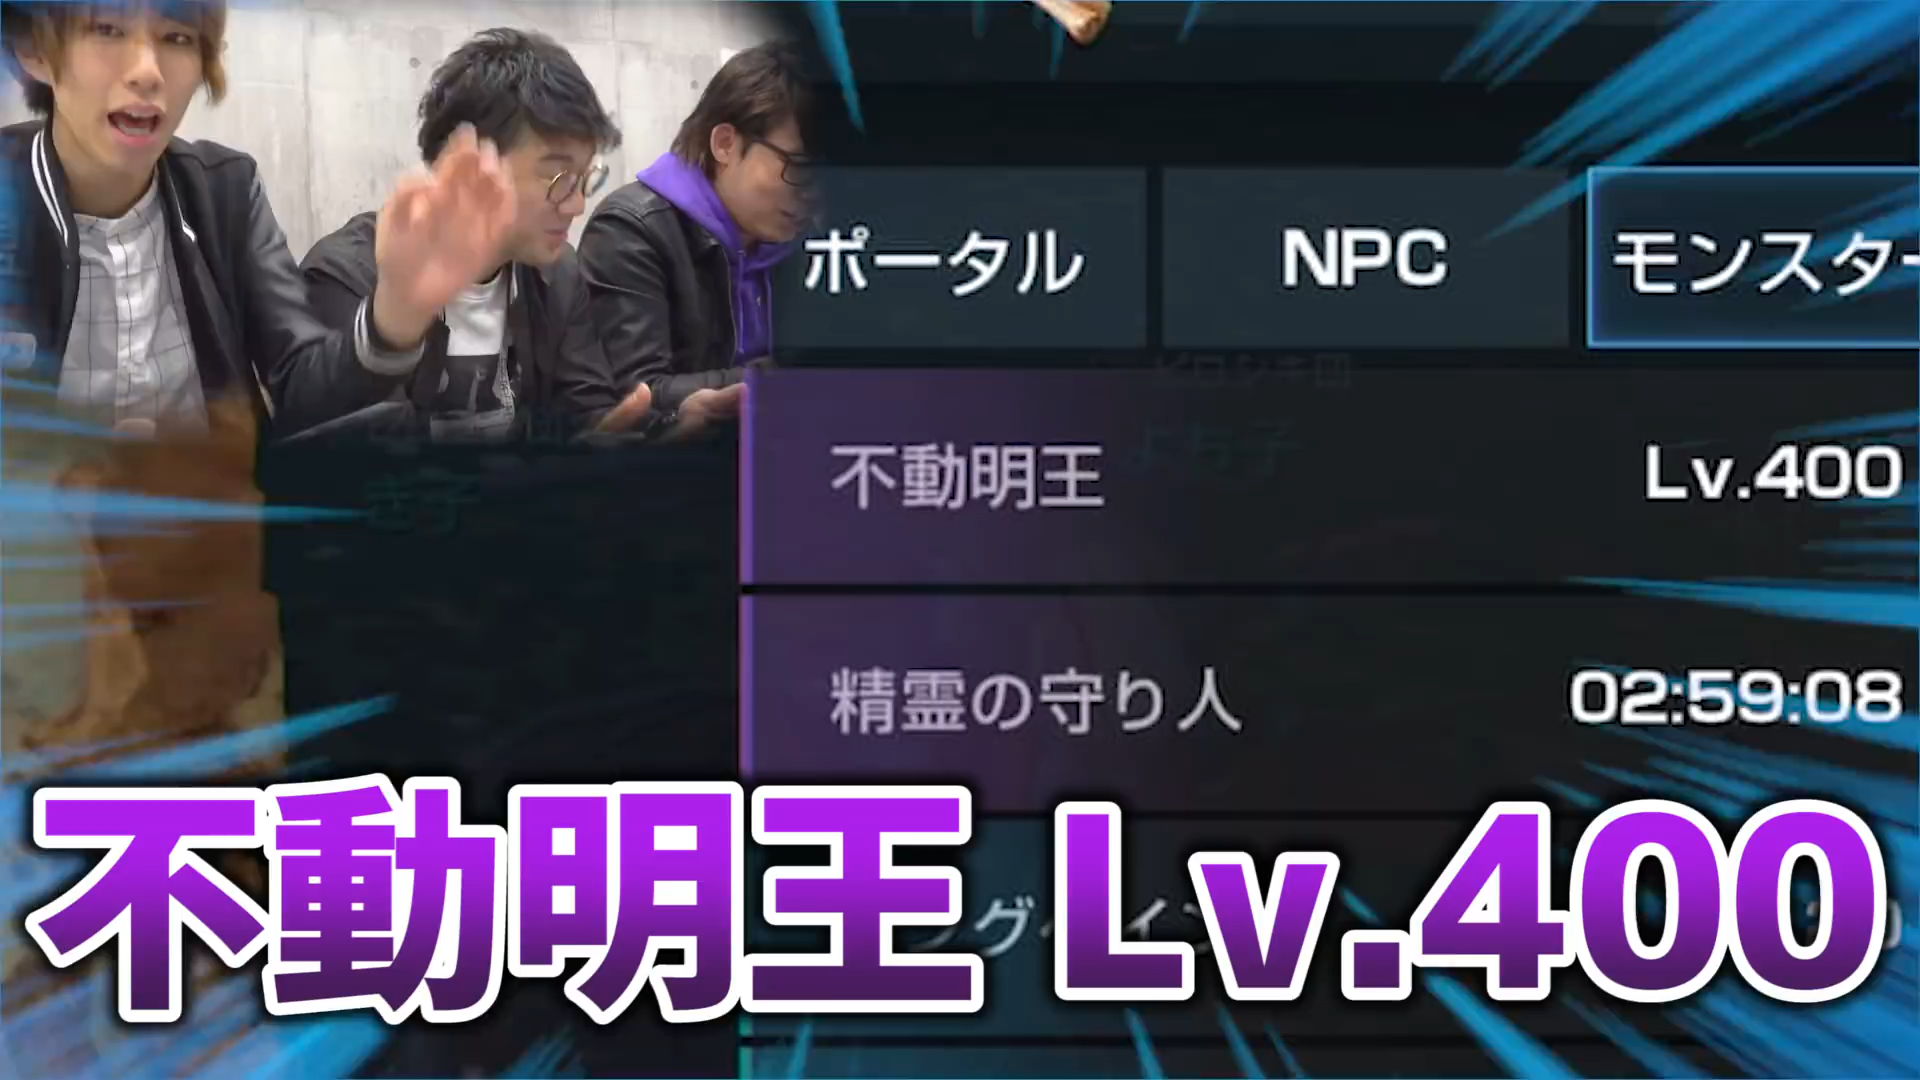 ポータル
NPC
モンスター
不動明王
Lv.400
精霊の守り人
02:59:08
不動明王 Lv.400